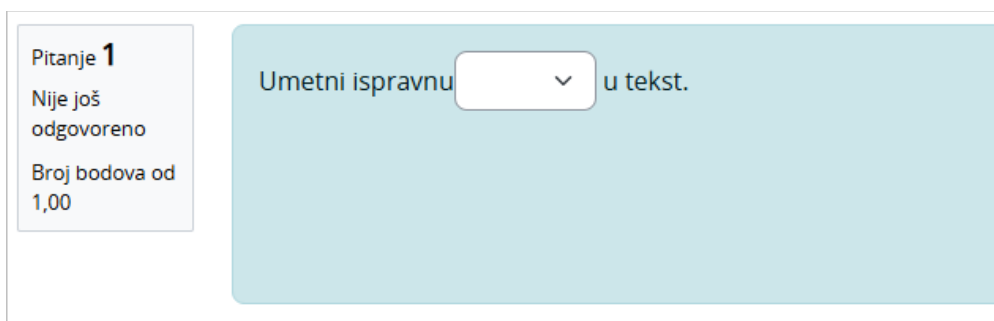 Pitanje 1
Nije još
odgovoreno
Broj bodova od
1,00
Umetni ispravnu u tekst.